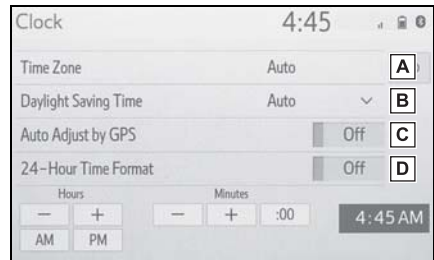 Clock 4:45
Time Zone Auto A
Daylight Saving Time Auto B
Auto Adjust by GPS Off C
24-Hour Time Format Off D
Hours Minutes
− + − + :00 4:45 AM
AM PM